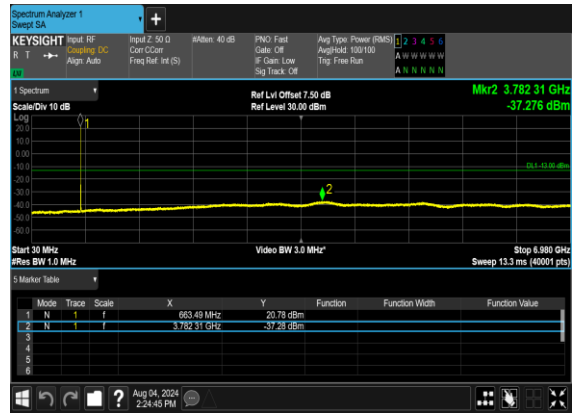 Spectrum Analyzer 1
Swept SA
+
KEYSIGHT Input: RF Input Z: 50 Ω #Atten: 40 dB PNO: Fast Avg Type: Power (RMS) 1 2 3 4 5 6
R T Coupling: DC Corr CCorr Gate: Off Avg|Hold: 100/100 A W W W W W
Align: Auto Freq Ref: Int (S) IF Gain: Low Trig: Free Run
LXI Sig Track: Off A N N N N N
1 Spectrum Ref Lvl Offset 7.50 dB Mkr2 3.782 31 GHz
Scale/Div 10 dB Ref Level 30.00 dBm -37.276 dBm
Log
1
20.0
10.0
0.00
-10.0 DL1 -13.00 dBm
-20.0
-30.0 2
-40.0
-50.0
-60.0
Start 30 MHz Video BW 3.0 MHz* Stop 6.980 GHz
#Res BW 1.0 MHz Sweep 13.3 ms (40001 pts)
5 Marker Table
Mode Trace Scale X Y Function Function Width Function Value
1 N 1 f 663.49 MHz 20.78 dBm
2 N 1 f 3.782 31 GHz -37.28 dBm
3
4
5
6
? Aug 04, 2024
2:24:45 PM